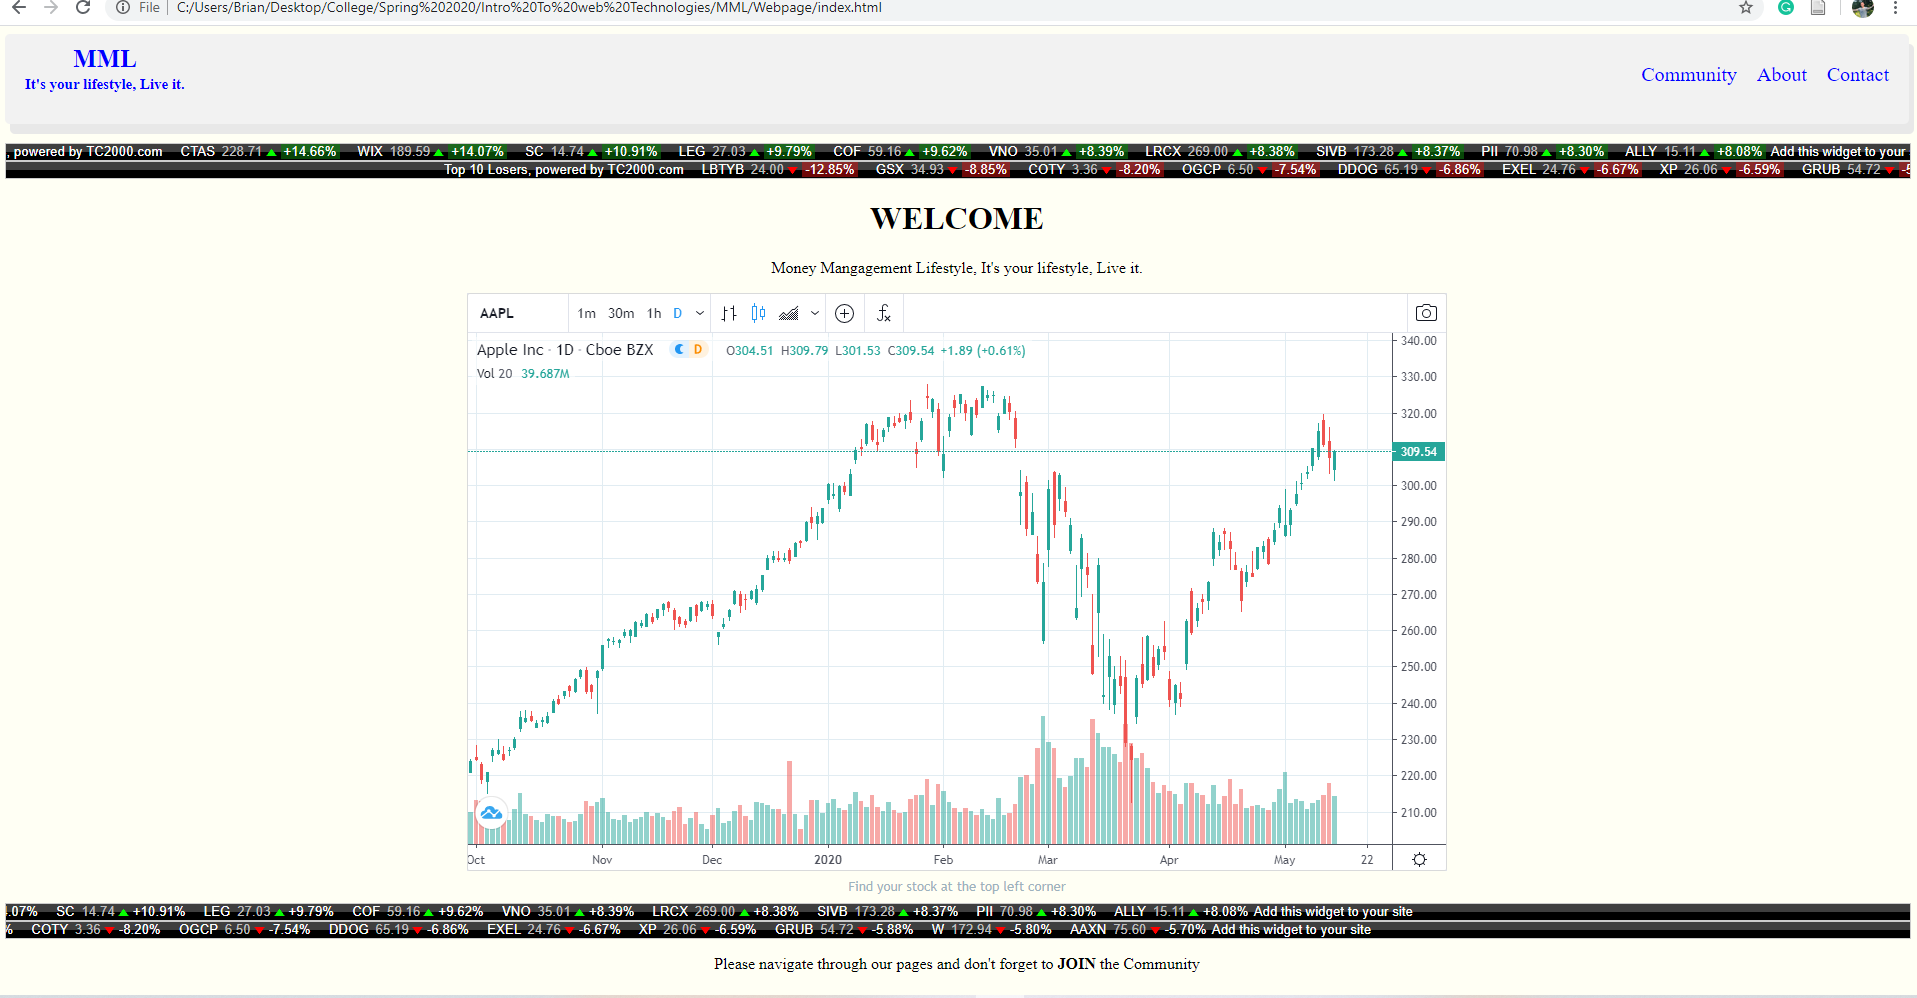 File C:/Users/Brian/Desktop/College/Spring%202020/Intro%20To%20web%20Technologies/MML/Webpage/index.html
MML
It's your lifestyle, Live it.
Community About Contact
, powered by TC2000.com CTAS 228.71 +14.66% WIX 189.59 +14.07% SC 14.74 +10.91% LEG 27.03 +9.79% COF 59.16 +9.62% VNO 35.01 +8.39% LRCX 269.00 +8.38% SIVB 173.28 +8.37% PII 70.98 +8.30% ALLY 15.11 +8.08% Add this widget to your
Top 10 Losers, powered by TC2000.com LBTYB 24.00 -12.85% GSX 34.93 -8.85% COTY 3.36 -8.20% OGCP 6.50 -7.54% DDOG 65.19 -6.86% EXEL 24.76 -6.67% XP 26.06 -6.59% GRUB 54.72 -5
WELCOME
Money Mangagement Lifestyle, It's your lifestyle, Live it.
AAPL 1m 30m 1h D
Apple Inc · 1D · Cboe BZX D O304.51 H309.79 L301.53 C309.54 +1.89 (+0.61%)
Vol 20 39.687M
340.00
330.00
320.00
309.54
300.00
290.00
280.00
270.00
260.00
250.00
240.00
230.00
220.00
210.00
Oct Nov Dec 2020 Feb Mar Apr May 22
Find your stock at the top left corner
.07% SC 14.74 +10.91% LEG 27.03 +9.79% COF 59.16 +9.62% VNO 35.01 +8.39% LRCX 269.00 +8.38% SIVB 173.28 +8.37% PII 70.98 +8.30% ALLY 15.11 +8.08% Add this widget to your site
% COTY 3.36 -8.20% OGCP 6.50 -7.54% DDOG 65.19 -6.86% EXEL 24.76 -6.67% XP 26.06 -6.59% GRUB 54.72 -5.88% W 172.94 -5.80% AAXN 75.60 -5.70% Add this widget to your site
Please navigate through our pages and don't forget to JOIN the Community